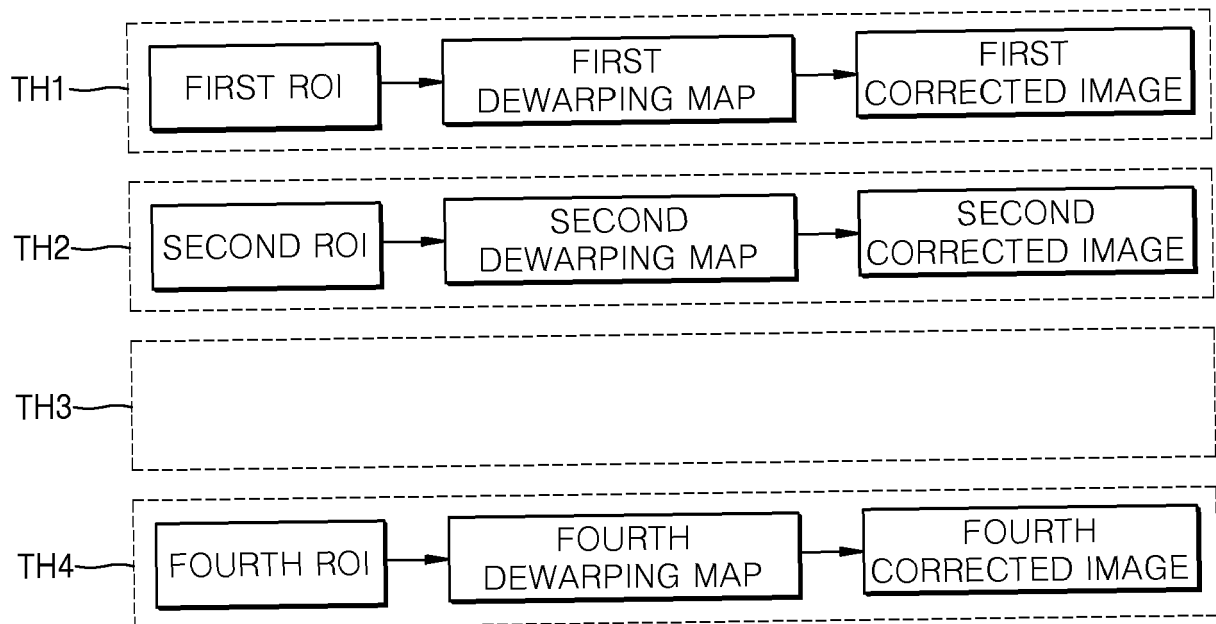 TH1
FIRST ROI
FIRST
DEWARPING MAP
FIRST
CORRECTED IMAGE
TH2
SECOND ROI
SECOND
DEWARPING MAP
SECOND
CORRECTED IMAGE
TH3
TH4
FOURTH ROI
FOURTH
DEWARPING MAP
FOURTH
CORRECTED IMAGE